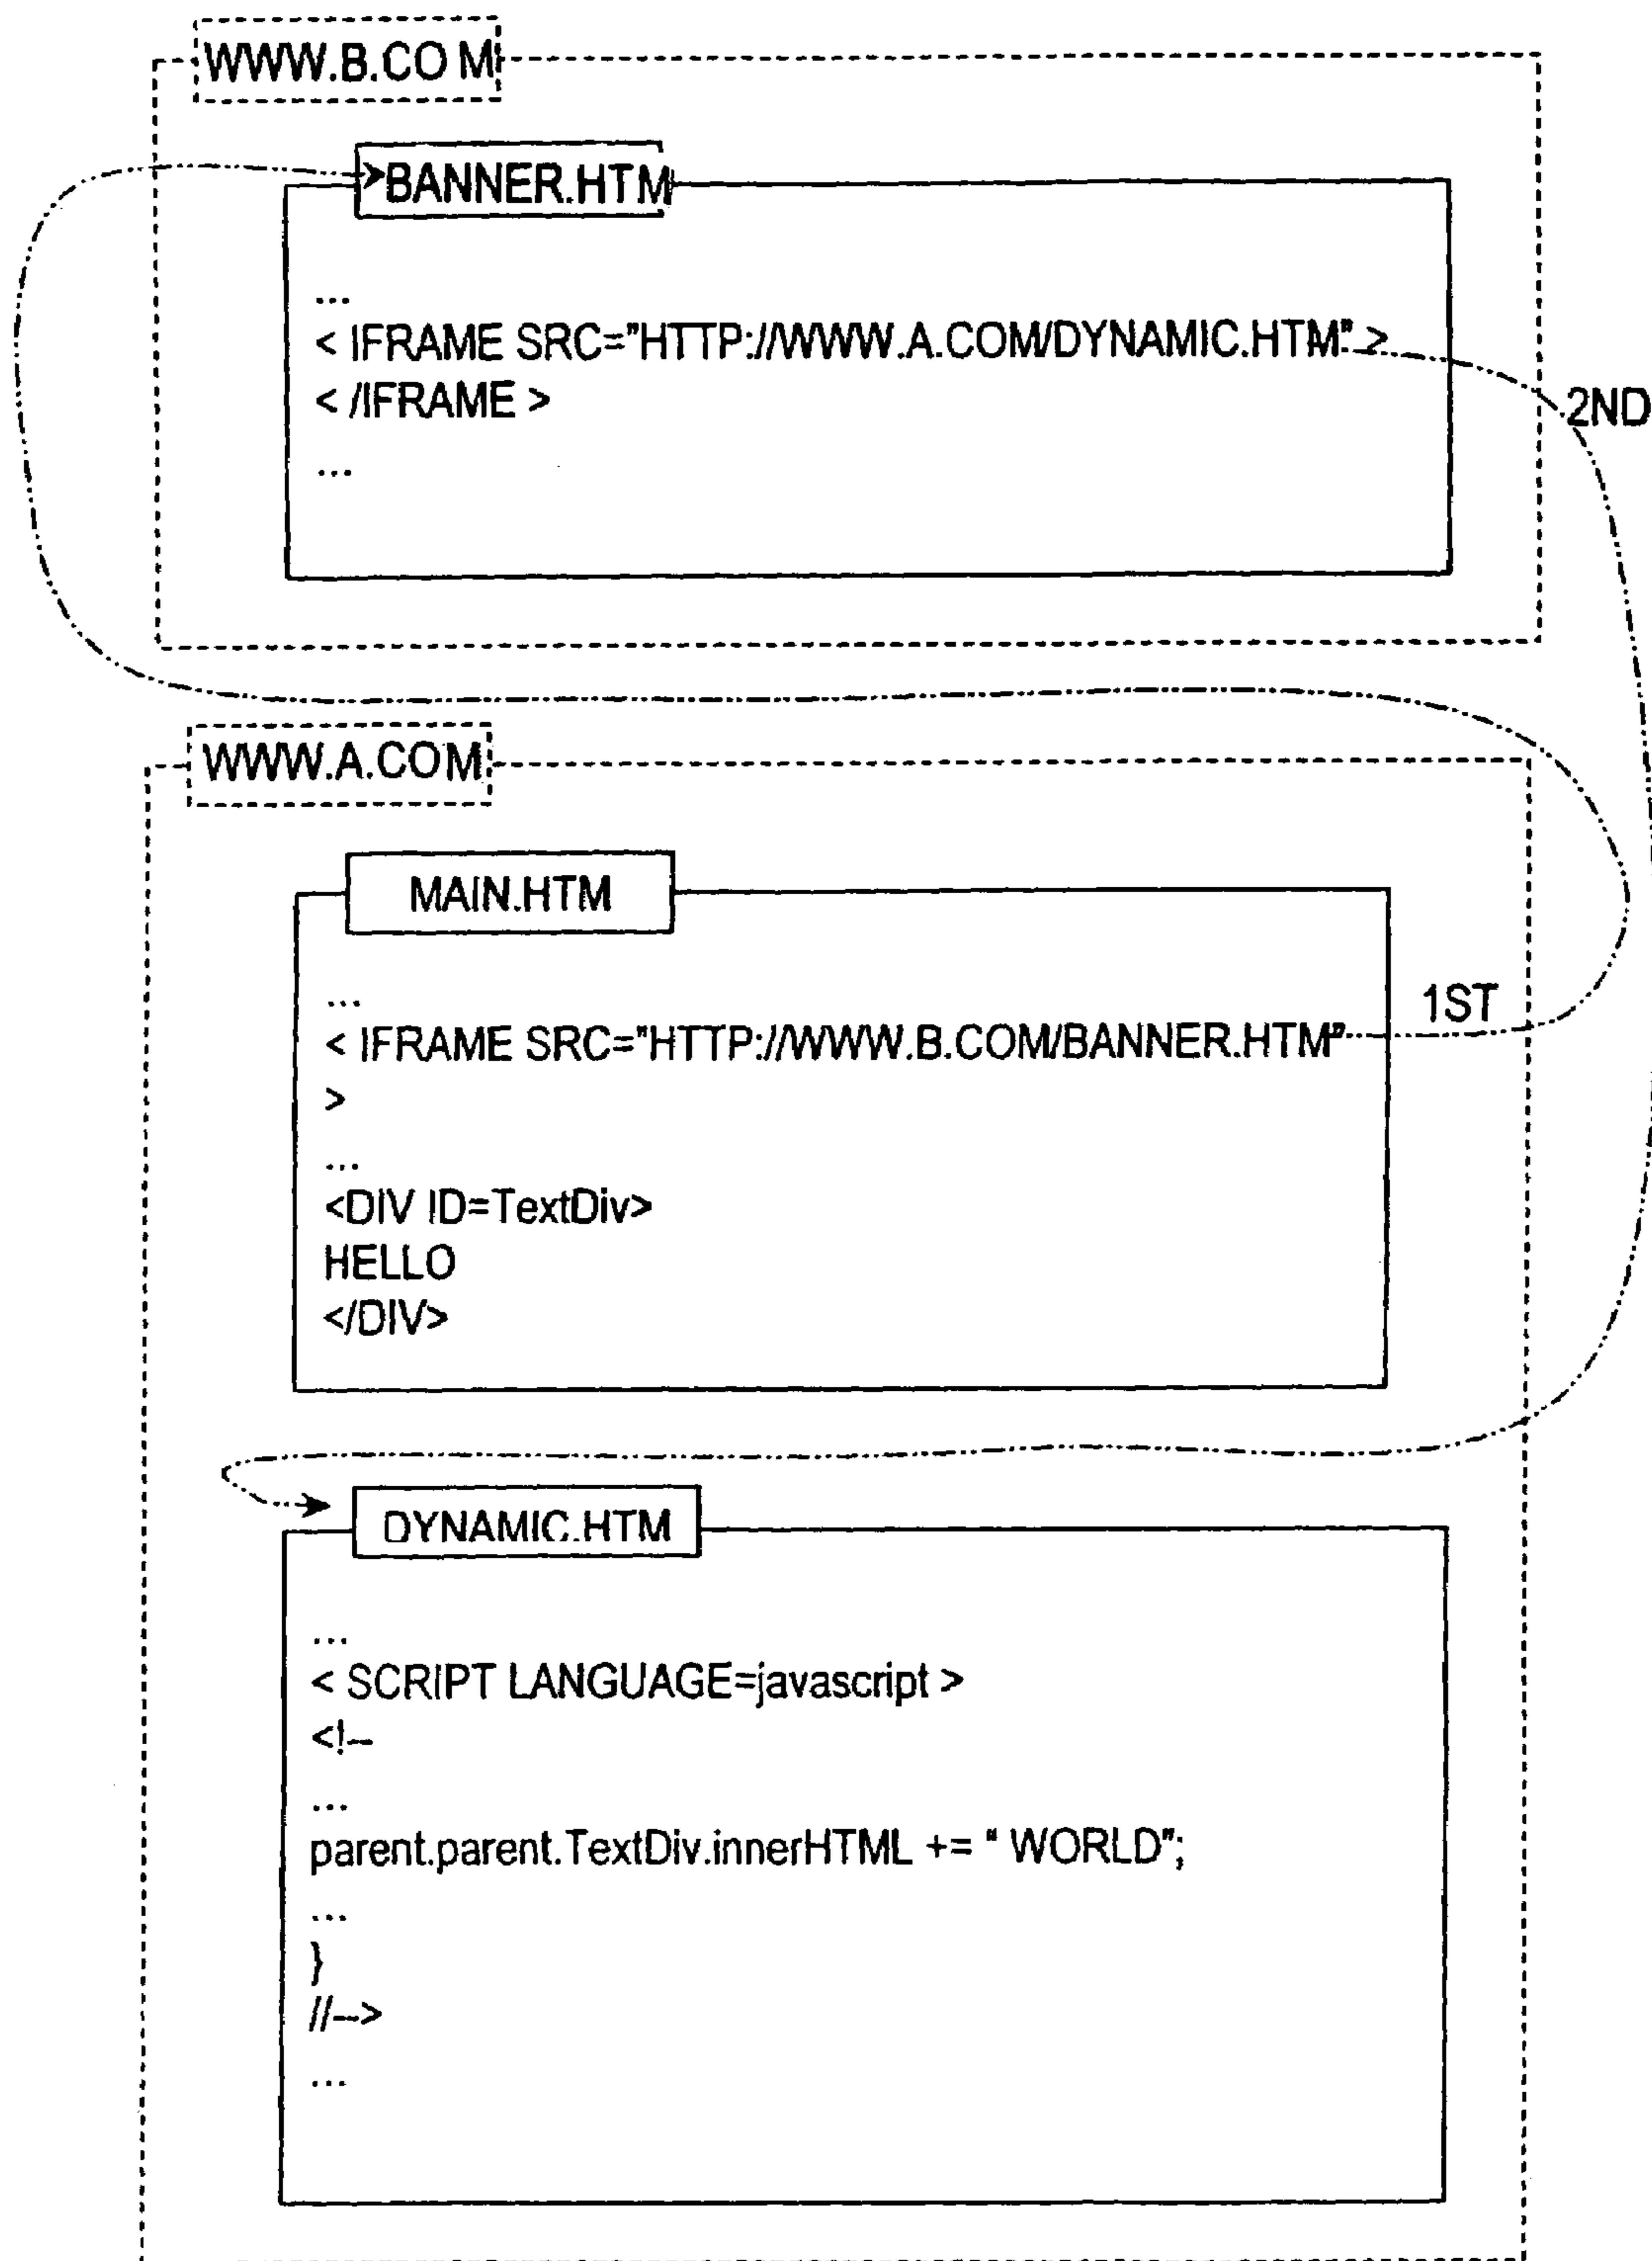 WWW.B.CO M
BANNER.HTM
...
< IFRAME SRC="HTTP://WWW.A.COM/DYNAMIC.HTM" >
2ND
< /IFRAME >
...
WWW.A.COM
MAIN.HTM
...
1ST
< IFRAME SRC="HTTP://WWW.B.COM/BANNER.HTM"
>
...
<DIV ID=TextDiv>
HELLO
</DIV>
DYNAMIC.HTM
...
< SCRIPT LANGUAGE=javascript >
<!--
...
parent.parent.TextDiv.innerHTML += " WORLD";
...
}
//-->
...